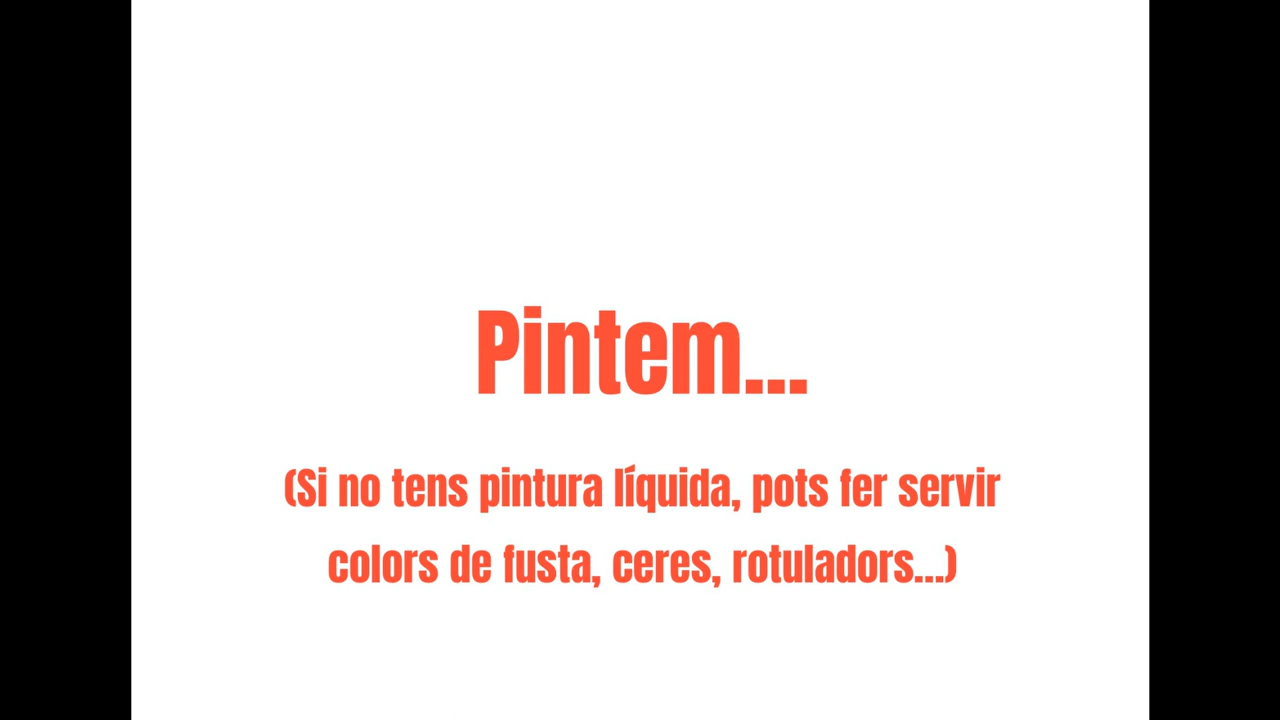 Pintem...
(Si no tens pintura líquida, pots fer servir
colors de fusta, ceres, rotuladors...)